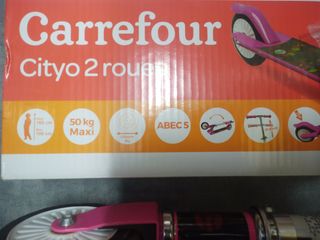 Carrefour
Cityo 2 roues
50 kg
Maxi
ABEC 5